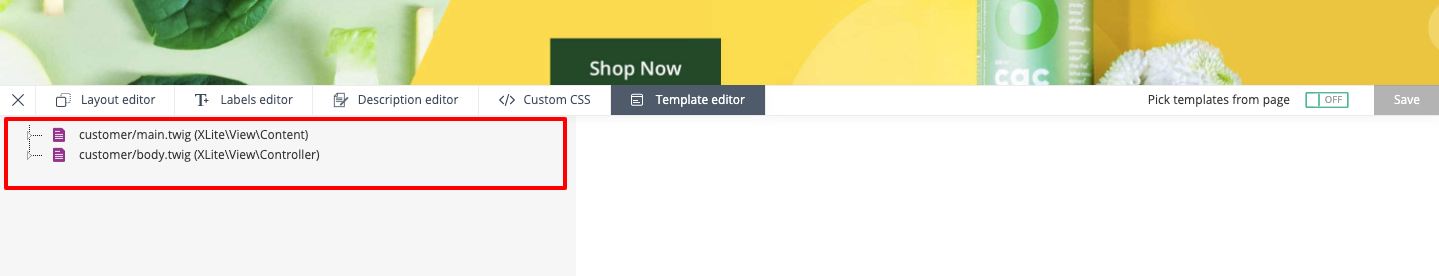 Shop Now
cac
Layout editor
Labels editor
Description editor
Custom CSS
Template editor
Pick templates from page
OFF
Save
customer/main.twig (XLite\View\Content)
customer/body.twig (XLite\View\Controller)